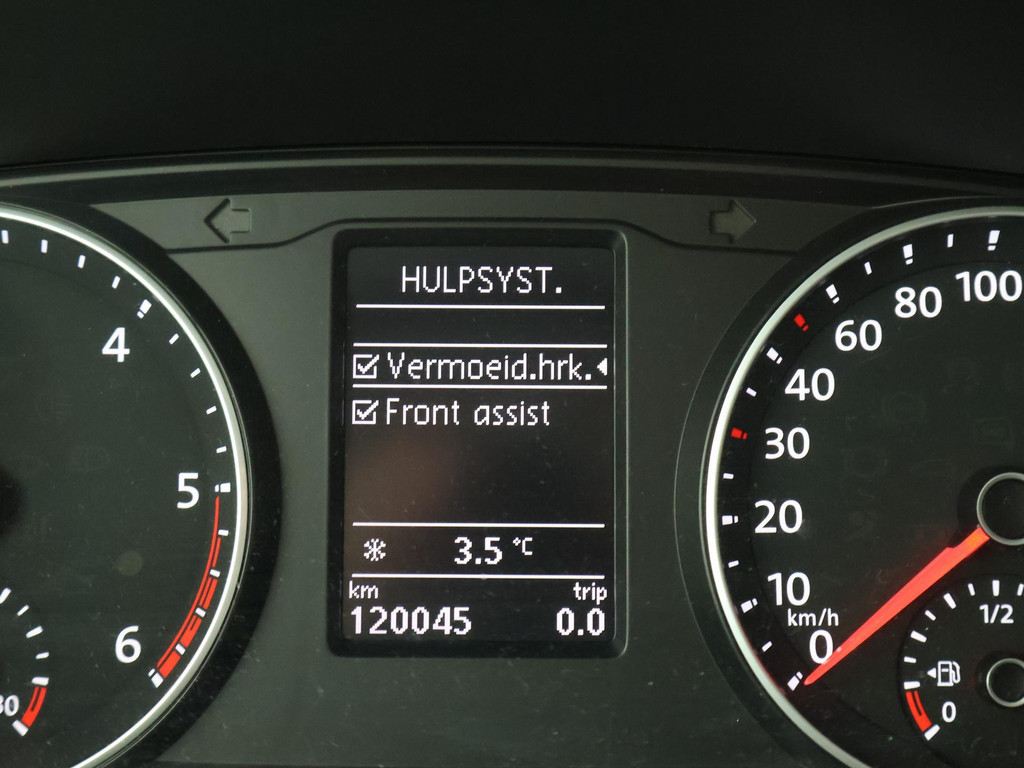 HULPSYST.
Vermoeid.hrk.
Front assist
3.5 °C
km trip
120045 0.0
4
5
6
100
80
60
40
30
20
10
km/h
0
1/2
0